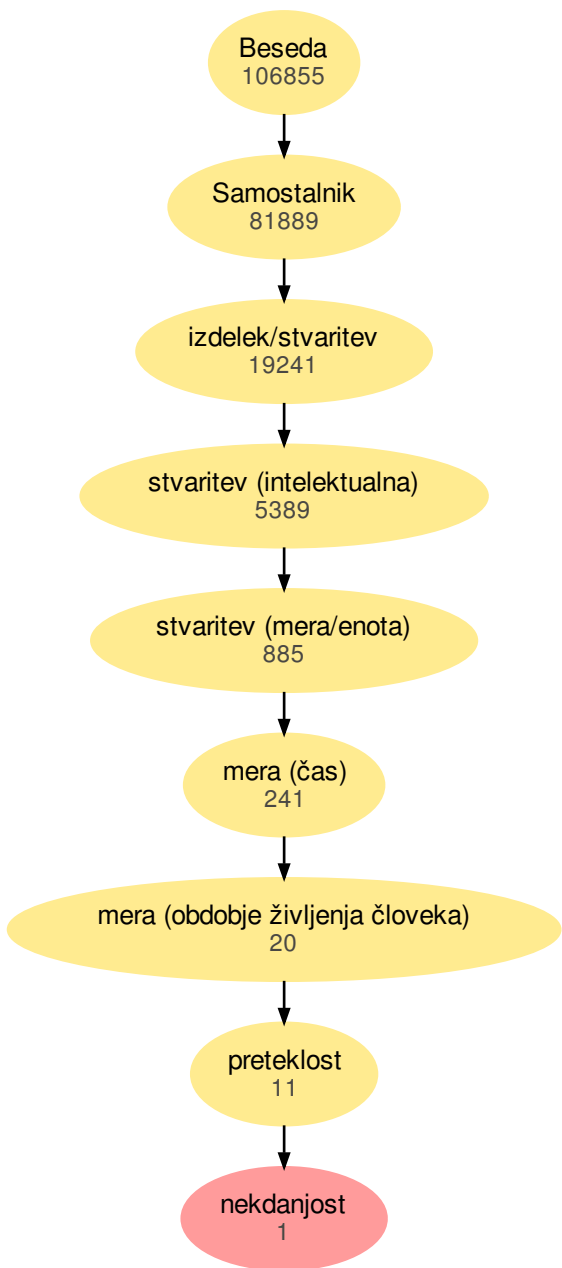 Beseda
106855
Samostalnik
81889
izdelek/stvaritev
19241
stvaritev (intelektualna)
5389
stvaritev (mera/enota)
885
mera (čas)
241
mera (obdobje življenja človeka)
20
preteklost
11
nekdanjost
1